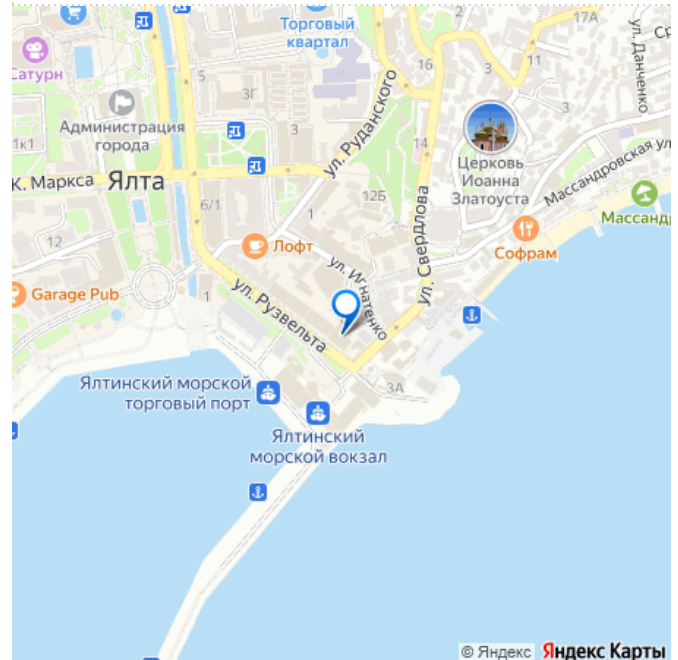 17А
Торговый
квартал
ул. Данченко
Ср
Сатурн
5
16
11
3Г
3
Администрация
города
ул. Руданского
14
1к1
Церковь
Иоанна
Златоуста
Массандровская ул
К. Маркса
Ялта
12Б
6/1
1
ул. Свердлова
Массандр
12
Лофт
Софрам
ул. Игнатенко
Garage Pub
1
ул. Рузвельта
Ялтинский морской
торговый порт
3А
Ялтинский
морской вокзал
© Яндекс Яндекс Карты